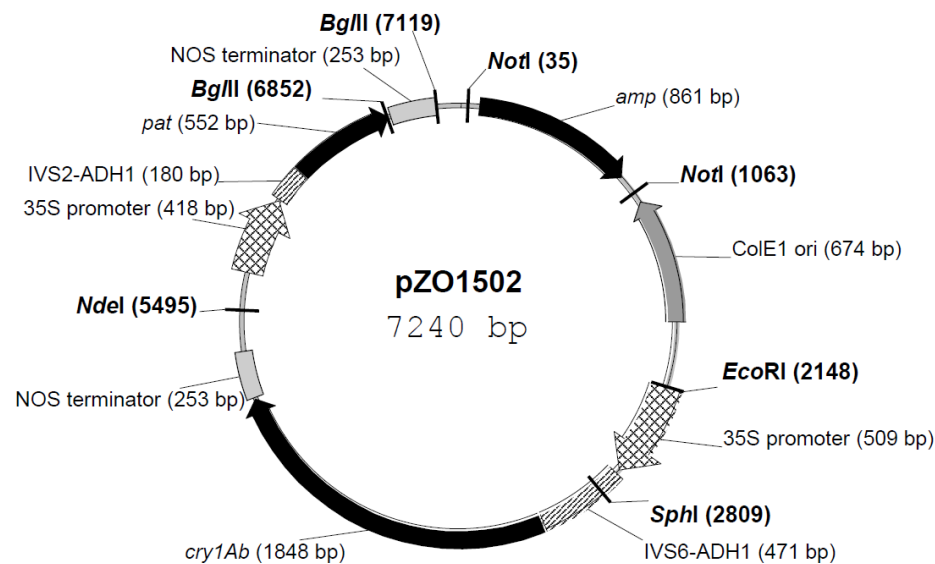 BglII (7119)
NOS terminator (253 bp)
NotI (35)
BglII (6852)
amp (861 bp)
pat (552 bp)
IVS2-ADH1 (180 bp)
NotI (1063)
35S promoter (418 bp)
ColE1 ori (674 bp)
pZO1502
NdeI (5495)
7240 bp
EcoRI (2148)
NOS terminator (253 bp)
35S promoter (509 bp)
SphI (2809)
cry1Ab (1848 bp)
IVS6-ADH1 (471 bp)